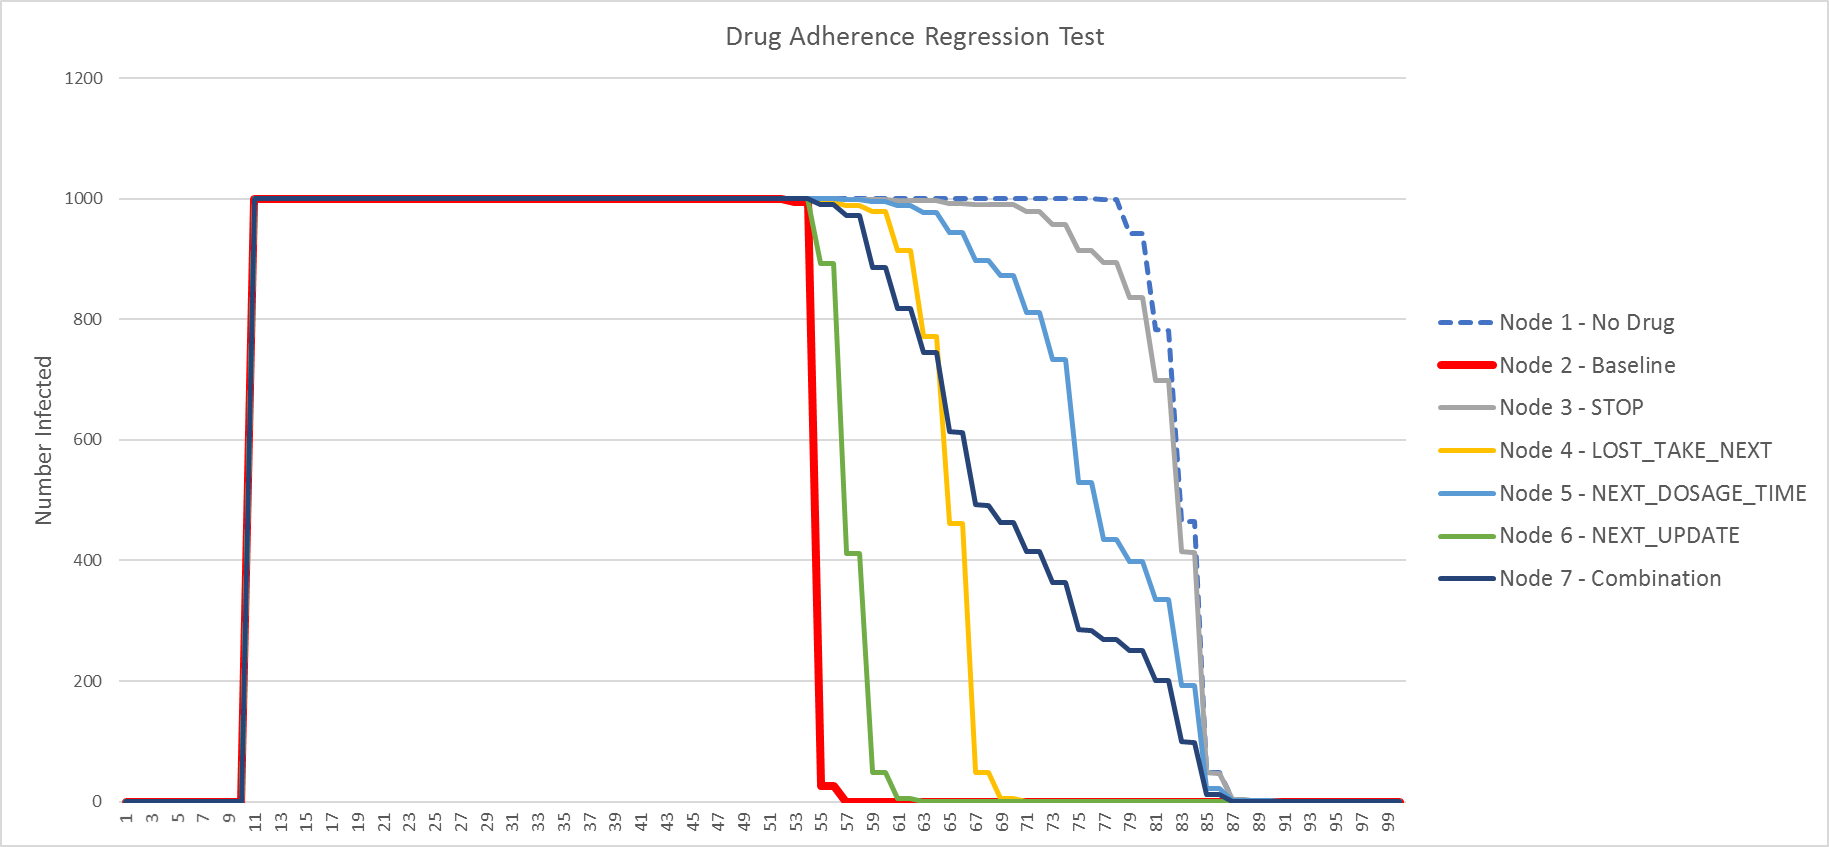 Drug Adherence Regression Test
1200
1000
800
600
400
200
0
Number Infected
1 3 5 7 9 11 13 15 17 19 21 23 25 27 29 31 33 35 37 39 41 43 45 47 49 51 53 55 57 59 61 63 65 67 69 71 73 75 77 79 81 83 85 87 89 91 93 95 97 99
Node 1 - No Drug
Node 2 - Baseline
Node 3 - STOP
Node 4 - LOST_TAKE_NEXT
Node 5 - NEXT_DOSAGE_TIME
Node 6 - NEXT_UPDATE
Node 7 - Combination